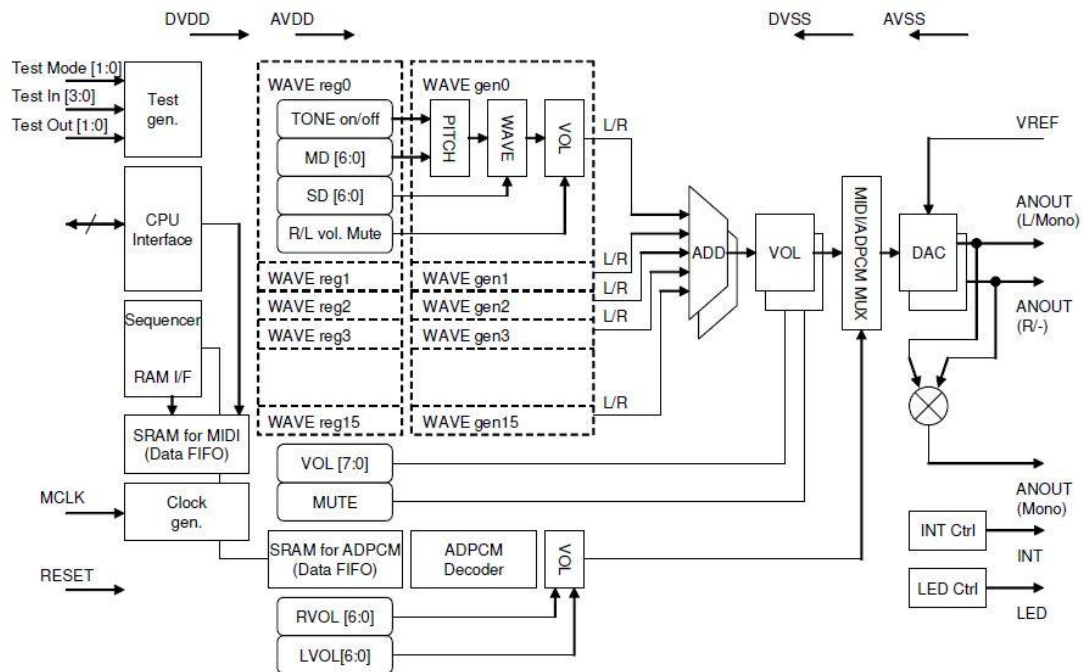 DVDD
AVDD
DVSS
AVSS
Test Mode [1:0]
Test In [3:0]
Test Out [1:0]
Test
gen.
WAVE reg0
WAVE gen0
TONE on/off
MD [6:0]
SD [6:0]
R/L vol. Mute
PITCH
WAVE
VOL
L/R
VREF
CPU
Interface
MIDI/ADPCM MUX
ADD
VOL
DAC
ANOUT
(L/Mono)
ANOUT
(R/-)
WAVE reg1
WAVE gen1
L/R
WAVE reg2
WAVE gen2
L/R
WAVE reg3
WAVE gen3
L/R
Sequencer
RAM I/F
WAVE reg15
WAVE gen15
L/R
SRAM for MIDI
(Data FIFO)
VOL [7:0]
MUTE
MCLK
Clock
gen.
ANOUT
(Mono)
SRAM for ADPCM
(Data FIFO)
ADPCM
Decoder
VOL
INT Ctrl
INT
RESET
RVOL [6:0]
LVOL[6:0]
LED Ctrl
LED